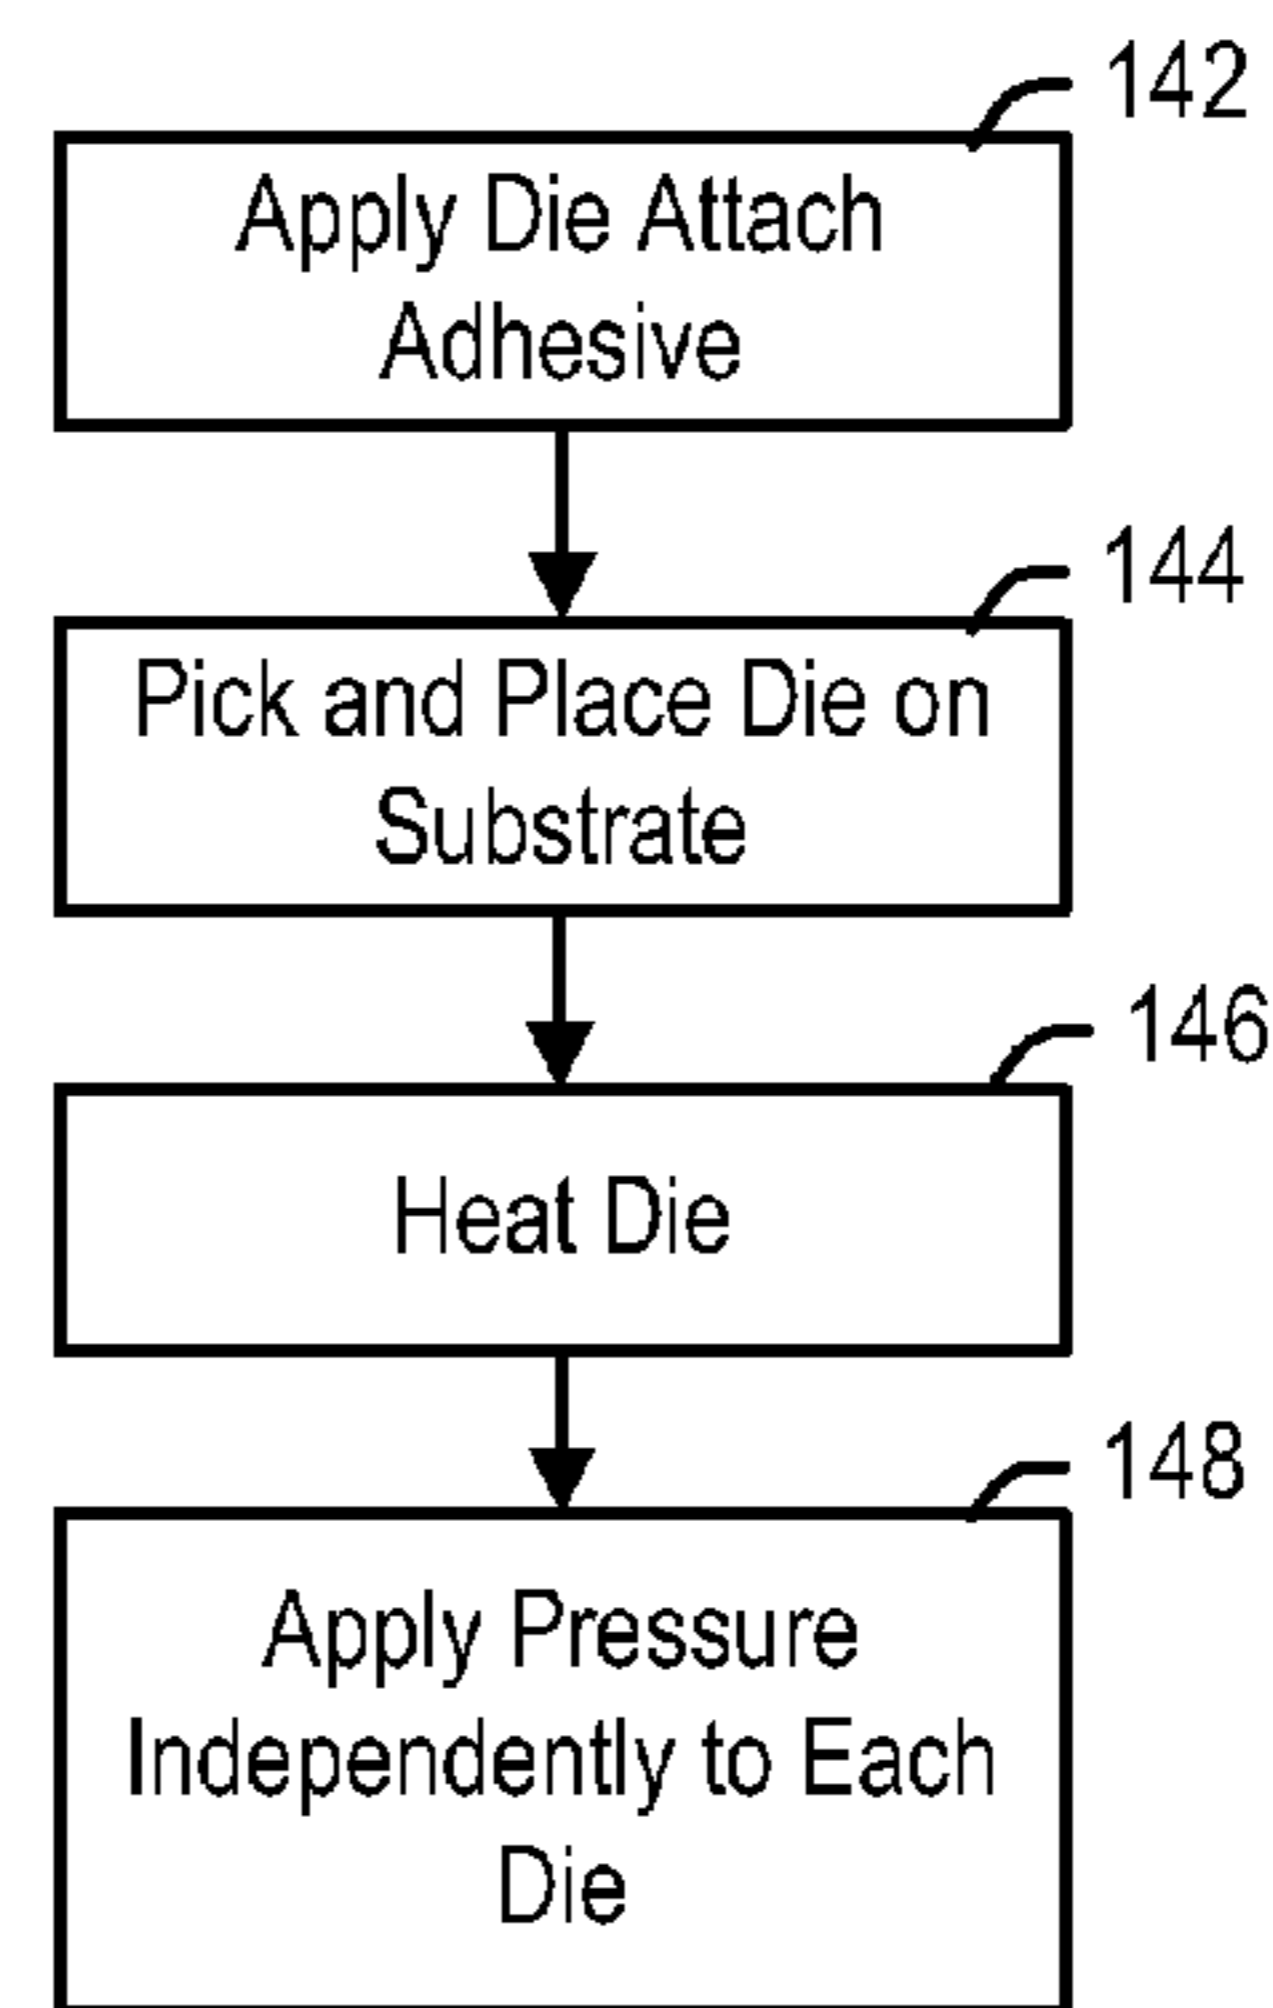 142
Apply Die Attach
Adhesive
144
Pick and Place Die on
Substrate
146
Heat Die
148
Apply Pressure
Independently to Each
Die